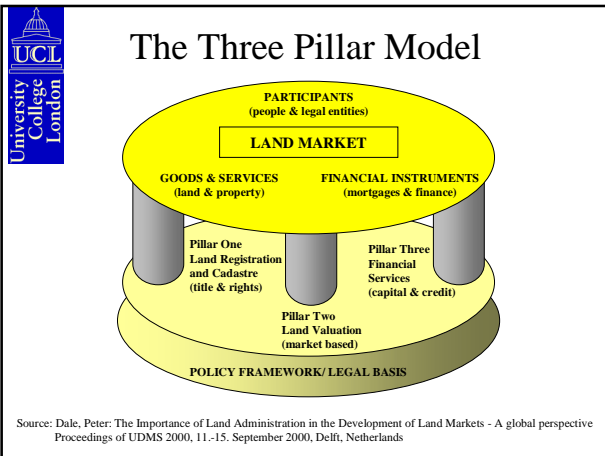 UCL
University
College
London
The Three Pillar Model
PARTICIPANTS
(people & legal entities)
LAND MARKET
GOODS & SERVICES
(land & property)
FINANCIAL INSTRUMENTS
(mortgages & finance)
Pillar One
Land Registration
and Cadastre
(title & rights)
Pillar Two
Land Valuation
(market based)
Pillar Three
Financial
Services
(capital & credit)
POLICY FRAMEWORK/ LEGAL BASIS
Source: Dale, Peter: The Importance of Land Administration in the Development of Land Markets - A global perspective
Proceedings of UDMS 2000, 11.-15. September 2000, Delft, Netherlands